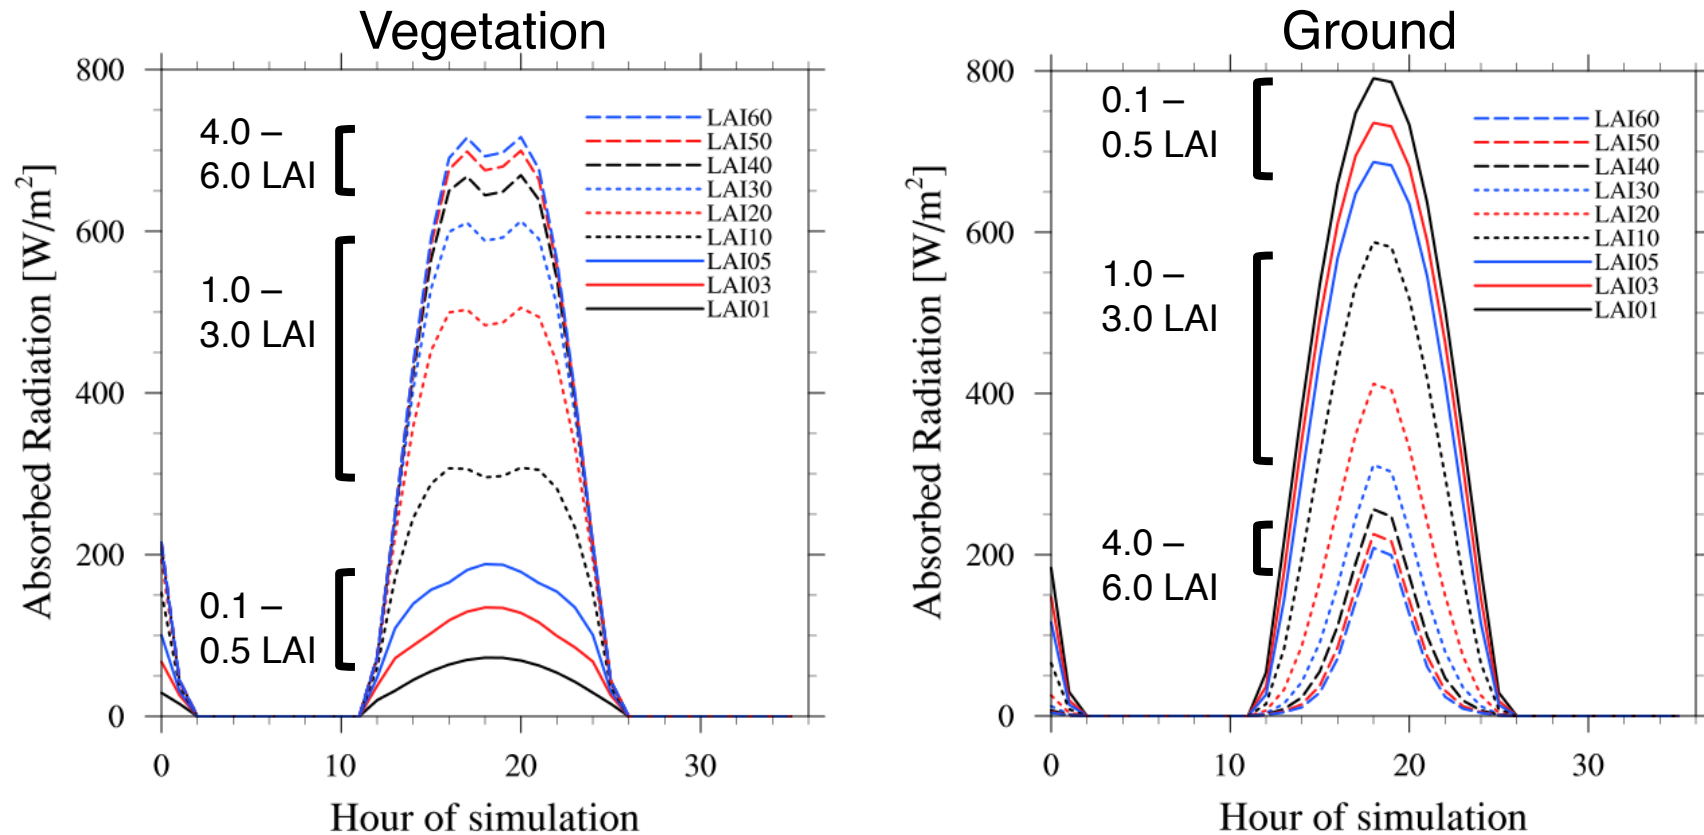 Vegetation
800
600
400
200
0
Absorbed Radiation [W/m²]
4.0 –
6.0 LAI
1.0 –
3.0 LAI
0.1 –
0.5 LAI
LAI60
LAI50
LAI40
LAI30
LAI20
LAI10
LAI05
LAI03
LAI01
0 10 20 30
Hour of simulation
Ground
800
600
400
200
0
Absorbed Radiation [W/m²]
0.1 –
0.5 LAI
1.0 –
3.0 LAI
4.0 –
6.0 LAI
LAI60
LAI50
LAI40
LAI30
LAI20
LAI10
LAI05
LAI03
LAI01
0 10 20 30
Hour of simulation